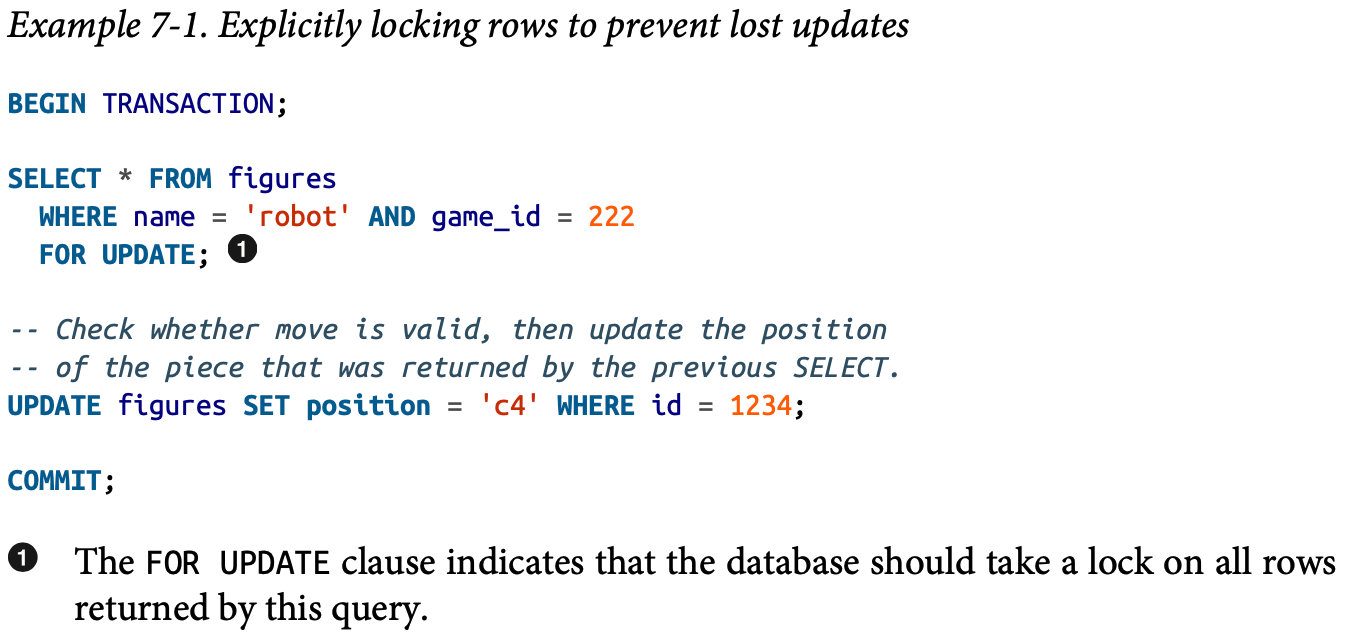 Example 7-1. Explicitly locking rows to prevent lost updates
BEGIN TRANSACTION;
SELECT * FROM figures
WHERE name = 'robot' AND game_id = 222
FOR UPDATE; ❶
-- Check whether move is valid, then update the position
-- of the piece that was returned by the previous SELECT.
UPDATE figures SET position = 'c4' WHERE id = 1234;
COMMIT;
❶ The FOR UPDATE clause indicates that the database should take a lock on all rows
returned by this query.